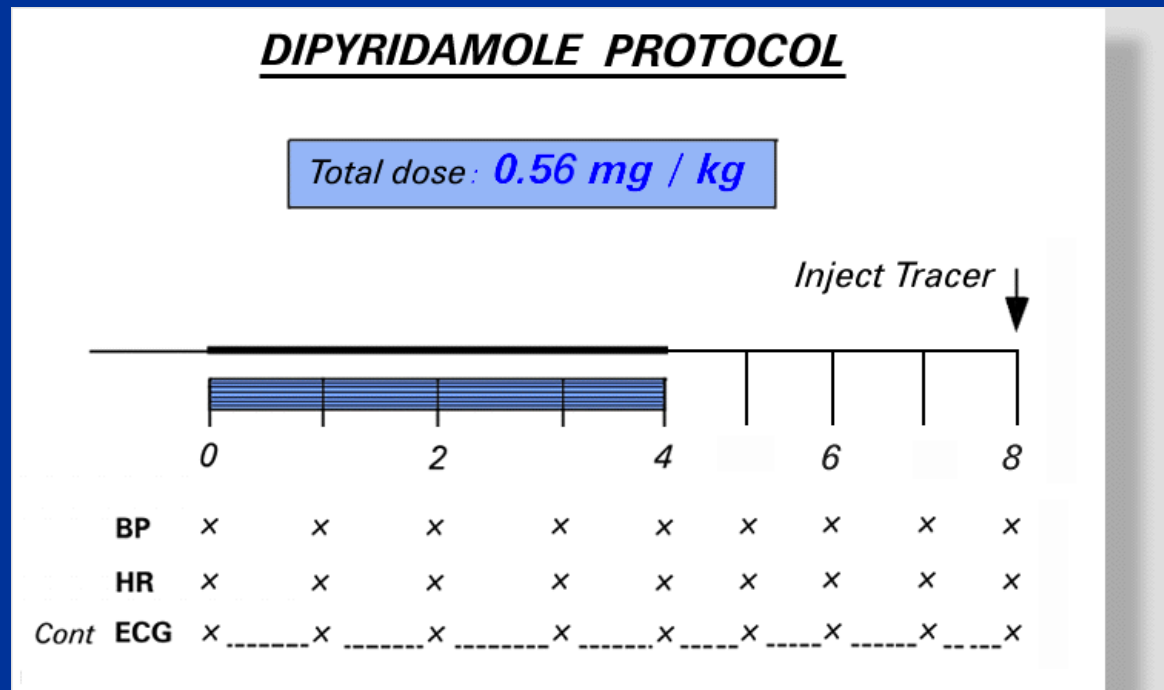 DIPYRIDAMOLE PROTOCOL
Total dose: 0.56 mg / kg
Inject Tracer
0 2 4 6 8
BP × × × × × × × × ×
HR × × × × × × × × ×
Cont ECG × × × × × × × × ×